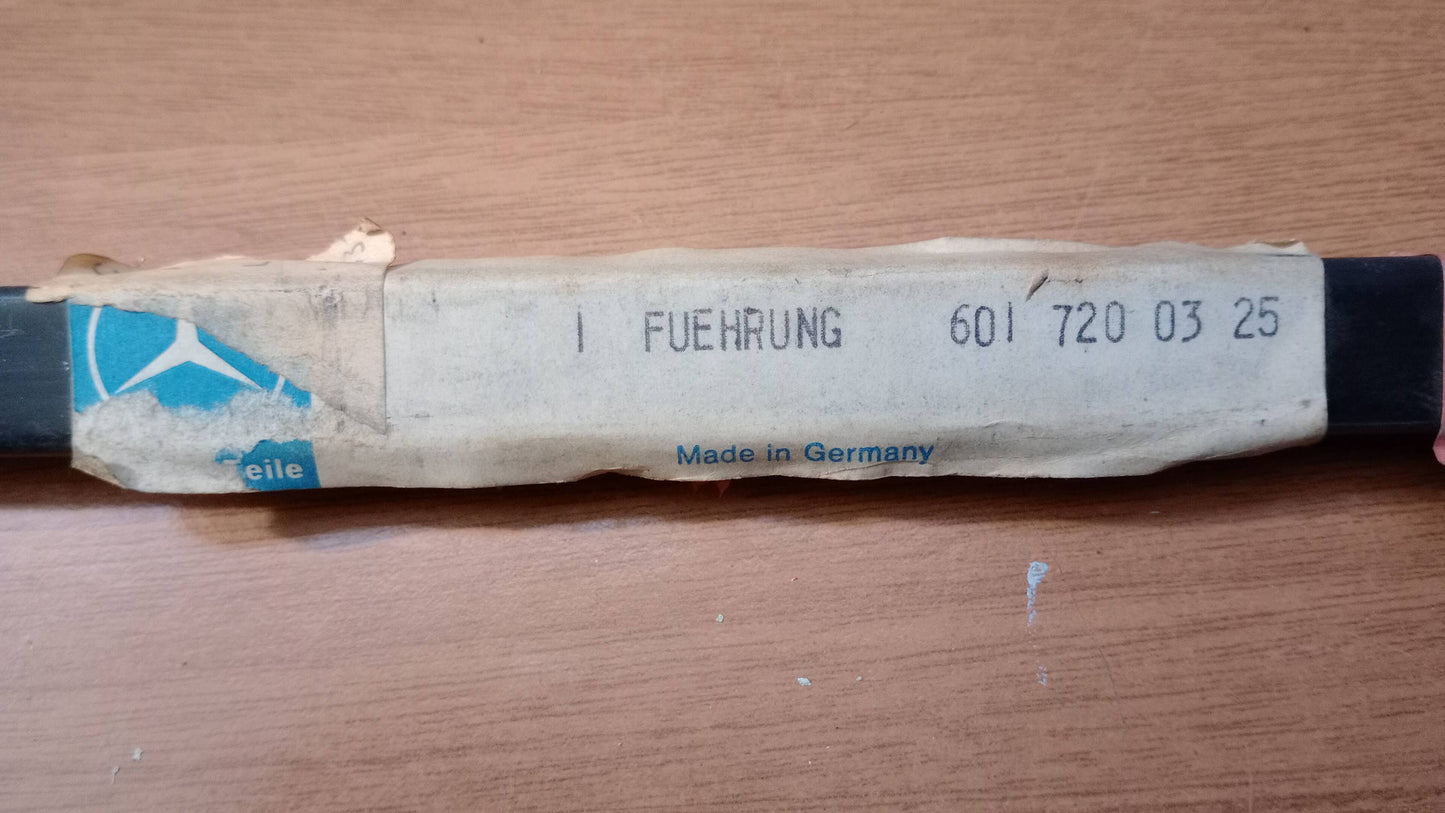 1 FUEHRUNG 601 720 03 25
Made in Germany
eile